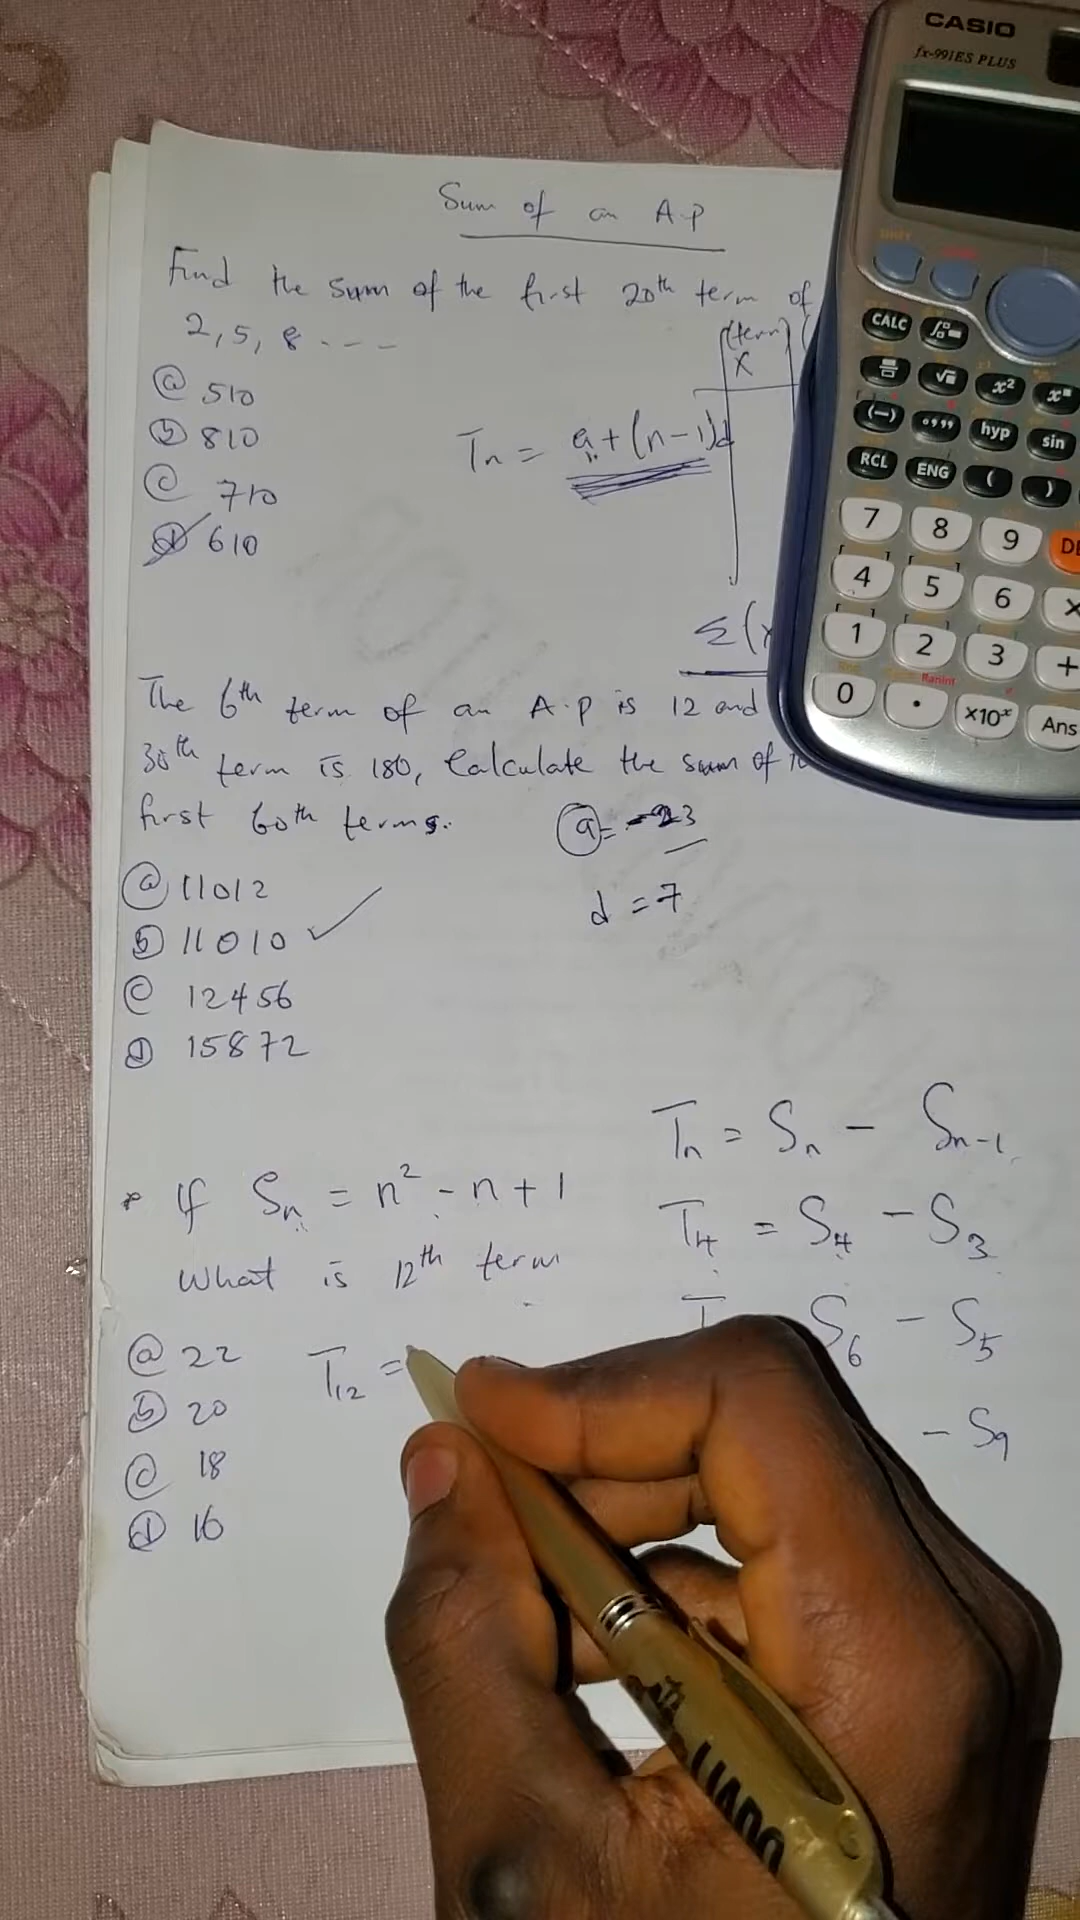 CASIO
fx-991ES PLUS
Sum of an A.P
Find the sum of the first 20th term of
2, 5, 8 - - - -
(a) 510
(b) 810
(c) 710
(d) 610
Tn = a + (n - 1)d
(term)
X
Σ(x
The 6th term of an A.P is 12 and
30th term is 180, Calculate the sum of
first 60th terms.
(a) 11012
(b) 11010 ✓
(c) 12456
(d) 15872
a = -23
d = 7
* If Sn = n² - n + 1
What is 12th term
(a) 22
(b) 20
(c) 18
(d) 16
T12 =
Tn = Sn - Sn-1
T4 = S4 - S3
T S6 - S5
- S9
CALC
√ x²
(-) hyp sin
RCL ENG ( )
7 8 9
4 5 6 ×
1 2 3 +
Ranint
0 . ×10ˣ Ans